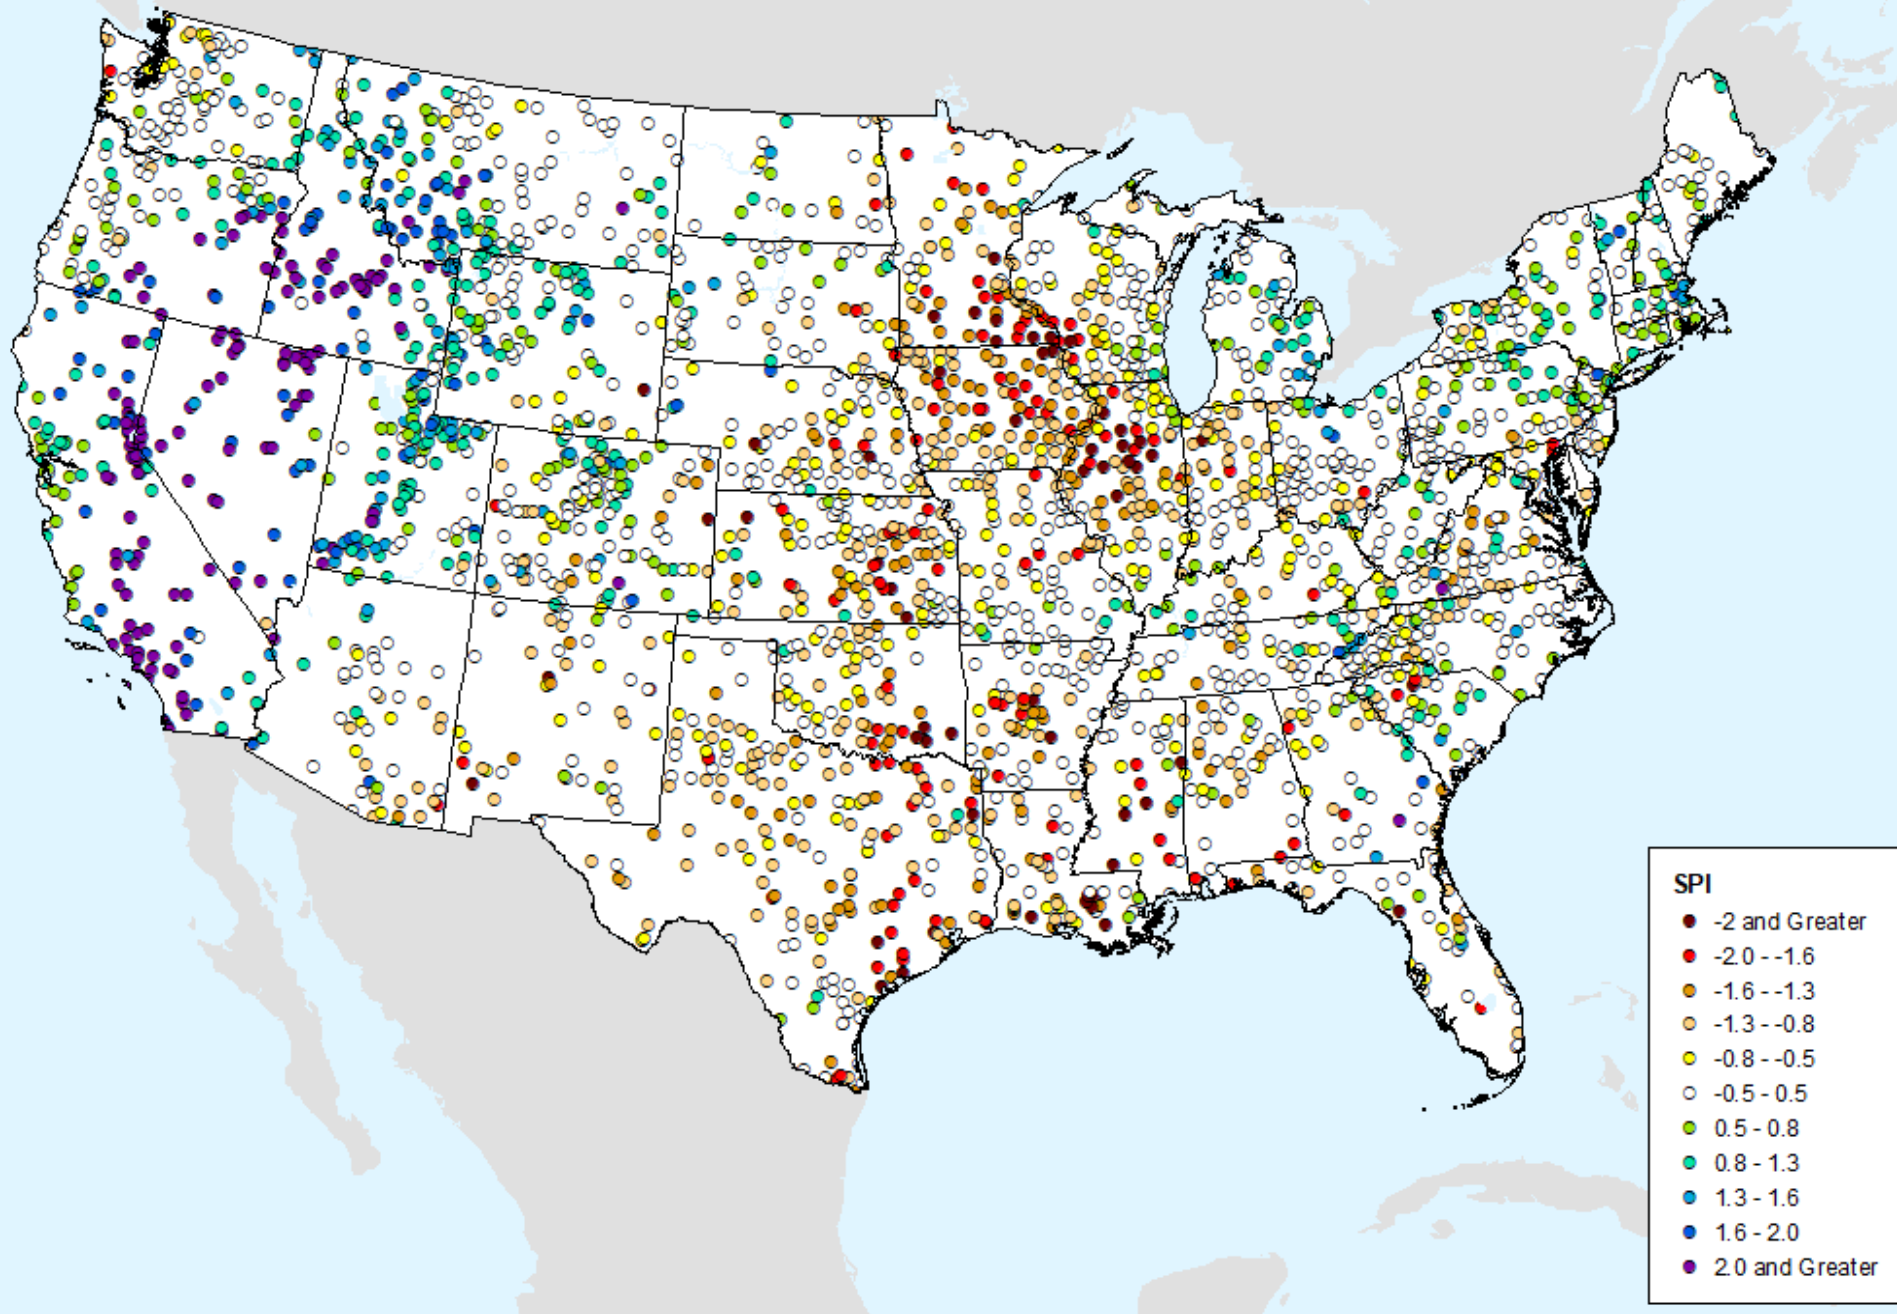 SPI
-2 and Greater
-2.0 - -1.6
-1.6 - -1.3
-1.3 - -0.8
-0.8 - -0.5
-0.5 - 0.5
0.5 - 0.8
0.8 - 1.3
1.3 - 1.6
1.6 - 2.0
2.0 and Greater